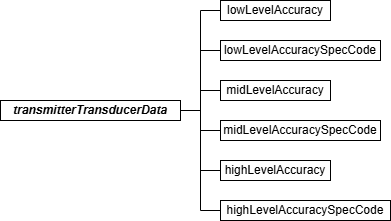 lowLevelAccuracy
lowLevelAccuracySpecCode
midLevelAccuracy
transmitterTransducerData
midLevelAccuracySpecCode
highLevelAccuracy
highLevelAccuracySpecCode